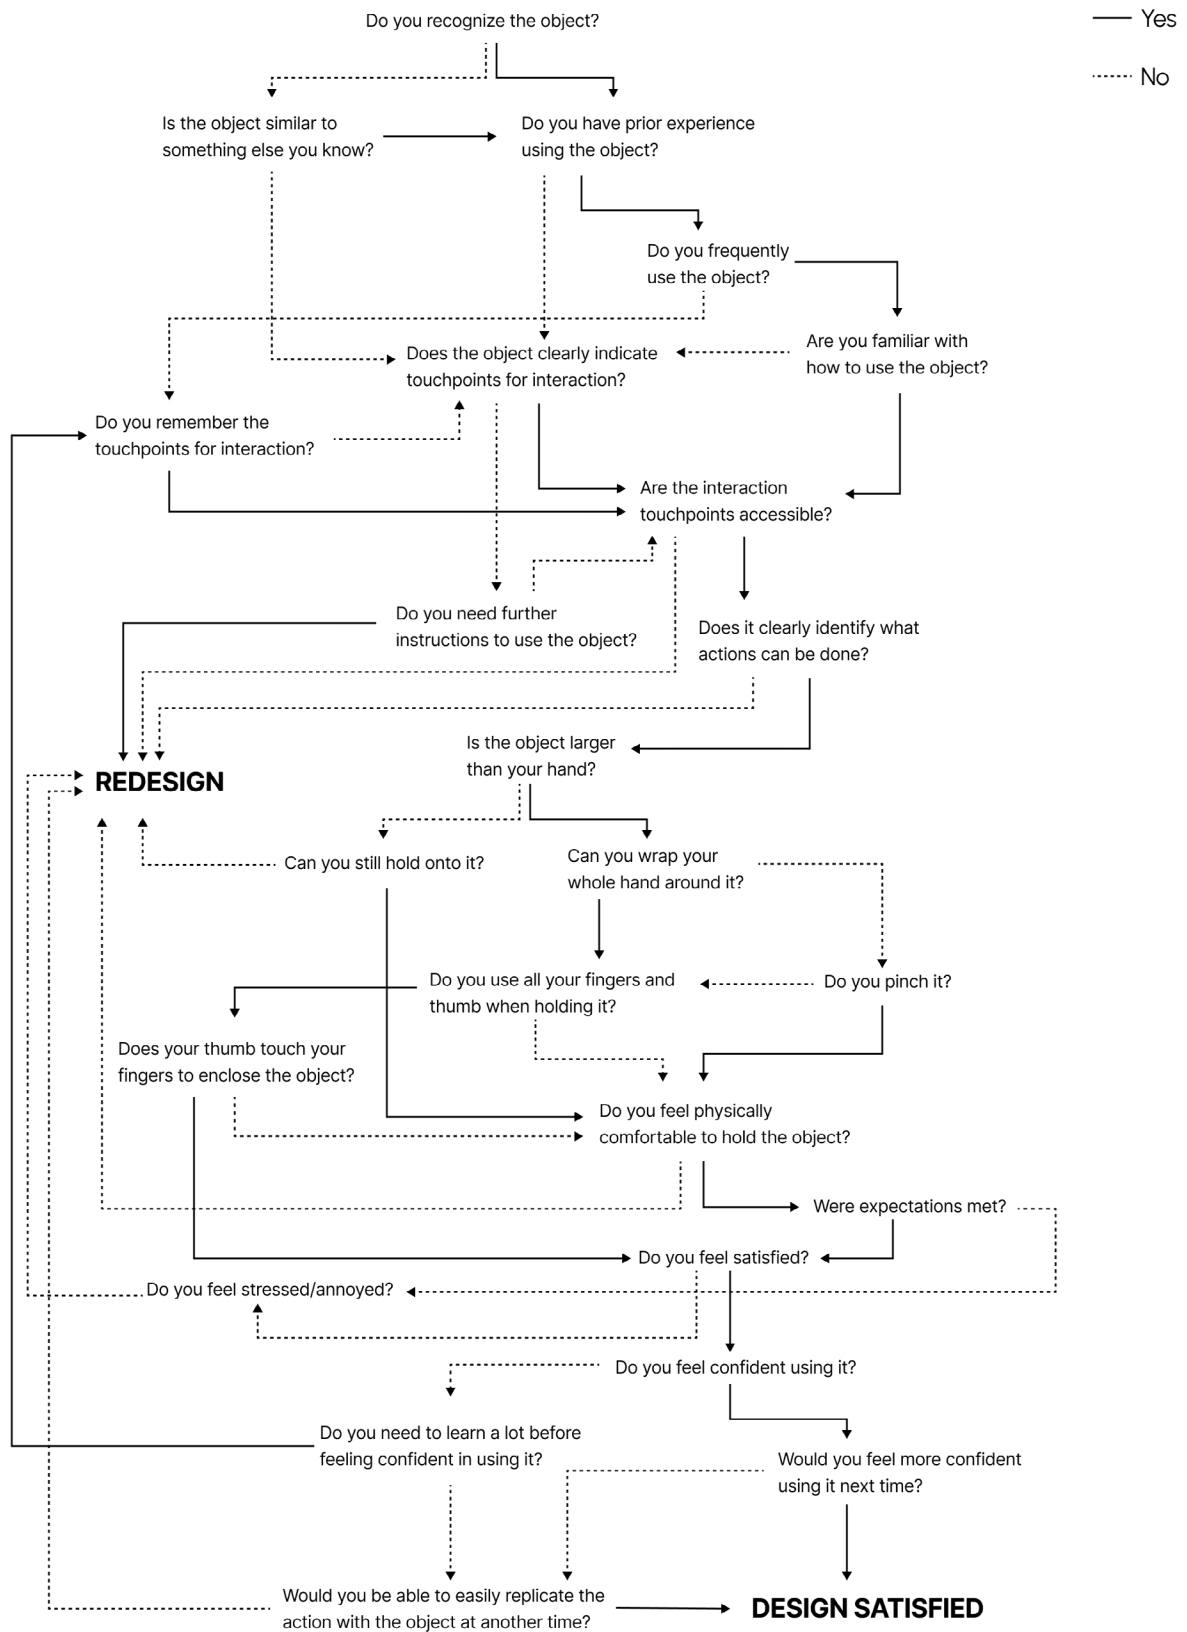 Do you recognize the object?
Yes
No
Is the object similar to
something else you know?
Do you have prior experience
using the object?
Do you frequently
use the object?
Are you familiar with
how to use the object?
Does the object clearly indicate
touchpoints for interaction?
Do you remember the
touchpoints for interaction?
Are the interaction
touchpoints accessible?
Do you need further
instructions to use the object?
Does it clearly identify what
actions can be done?
Is the object larger
than your hand?
REDESIGN
Can you still hold onto it?
Can you wrap your
whole hand around it?
Do you use all your fingers and
thumb when holding it?
Do you pinch it?
Does your thumb touch your
fingers to enclose the object?
Do you feel physically
comfortable to hold the object?
Were expectations met?
Do you feel satisfied?
Do you feel stressed/annoyed?
Do you feel confident using it?
Do you need to learn a lot before
feeling confident in using it?
Would you feel more confident
using it next time?
Would you be able to easily replicate the
action with the object at another time?
DESIGN SATISFIED